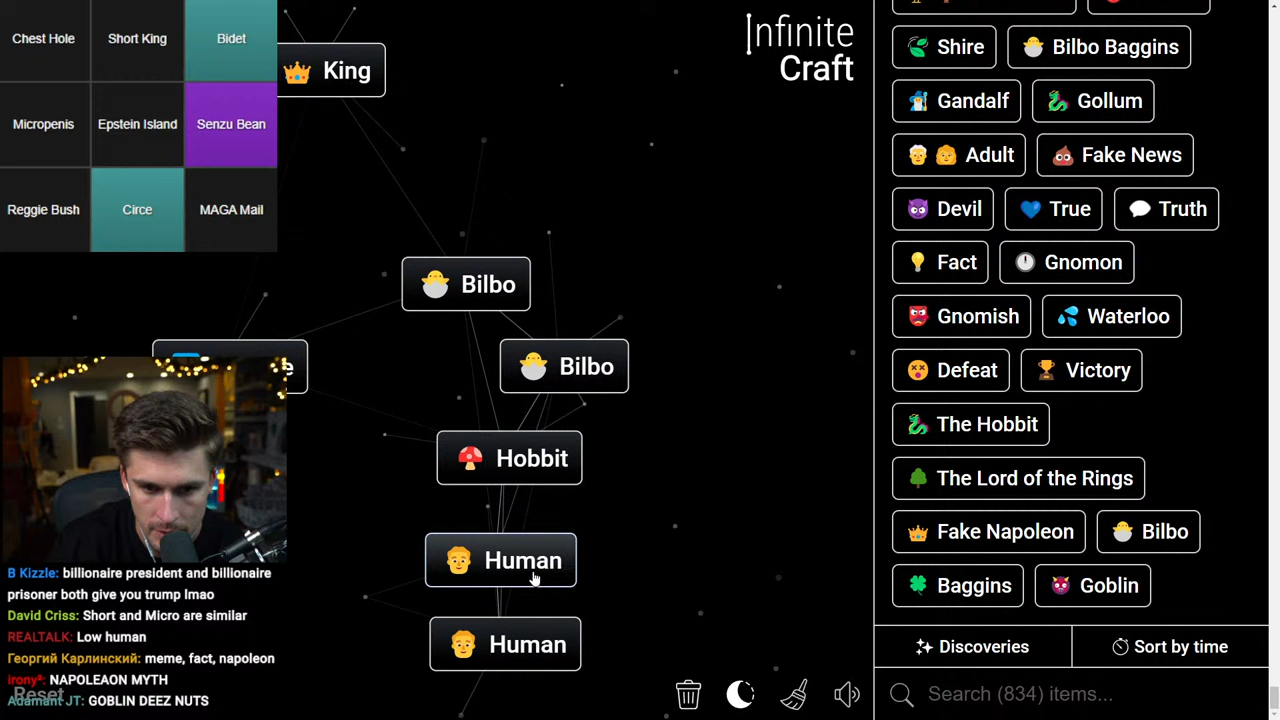 Chest Hole Short King Bidet
Micropenis Epstein Island Senzu Bean
Reggie Bush Circe MAGA Mail
King
Infinite
Craft
Bilbo
e
Bilbo
Hobbit
Human
Human
B Kizzle: billionaire president and billionaire
prisoner both give you trump lmao
David Criss: Short and Micro are similar
REALTALK: Low human
Георгий Карлинский: meme, fact, napoleon
irony³: NAPOLEAON MYTH
Adamant JT: GOBLIN DEEZ NUTS
Reset
Shire Bilbo Baggins
Gandalf Gollum
Adult Fake News
Devil True Truth
Fact Gnomon
Gnomish Waterloo
Defeat Victory
The Hobbit
The Lord of the Rings
Fake Napoleon Bilbo
Baggins Goblin
Discoveries Sort by time
Search (834) items...